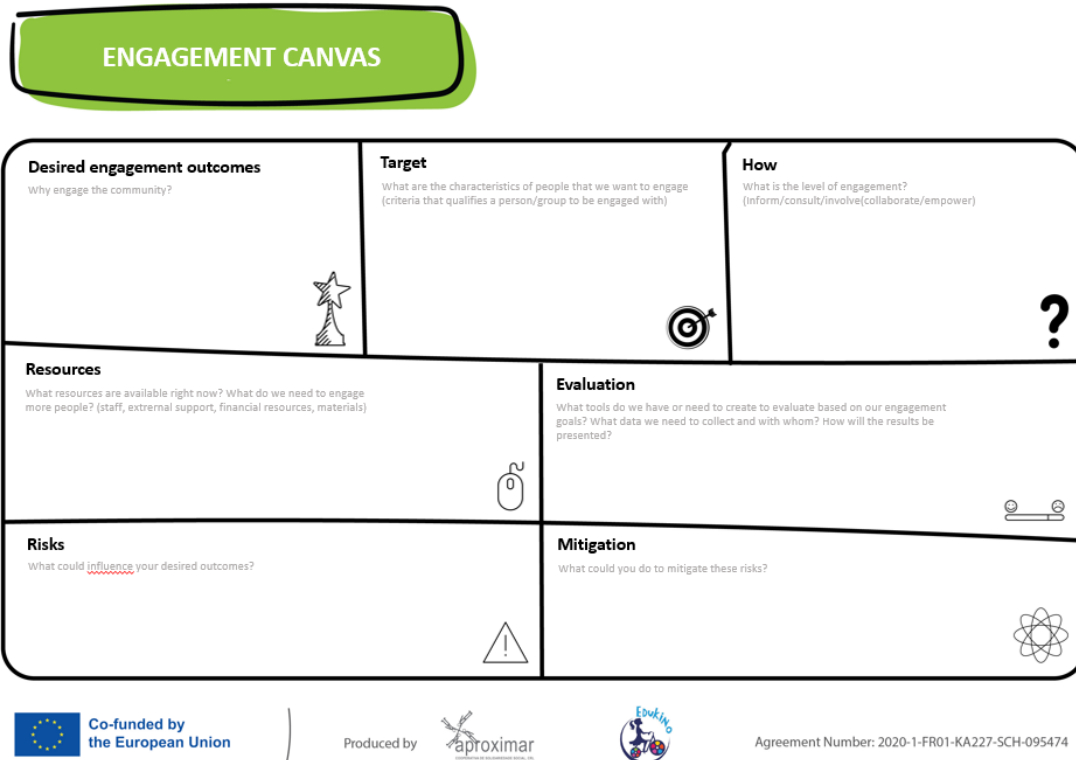 ENGAGEMENT CANVAS
Desired engagement outcomes
Why engage the community?
Target
What are the characteristics of people that we want to engage
(criteria that qualifies a person/group to be engaged with)
How
What is the level of engagement?
(Inform/consult/involve(collaborate/empower)
Resources
What resources are available right now? What do we need to engage
more people? (staff, extrernal support, financial resources, materials)
Evaluation
What tools do we have or need to create to evaluate based on our engagement
goals? What data we need to collect and with whom? How will the results be
presented?
Risks
What could influence your desired outcomes?
Mitigation
What could you do to mitigate these risks?
Co-funded by
the European Union
Produced by
aproximar
COOPERATIVA DE SOLIDARIEDADE SOCIAL, CRL
EDUKINO
Agreement Number: 2020-1-FR01-KA227-SCH-095474